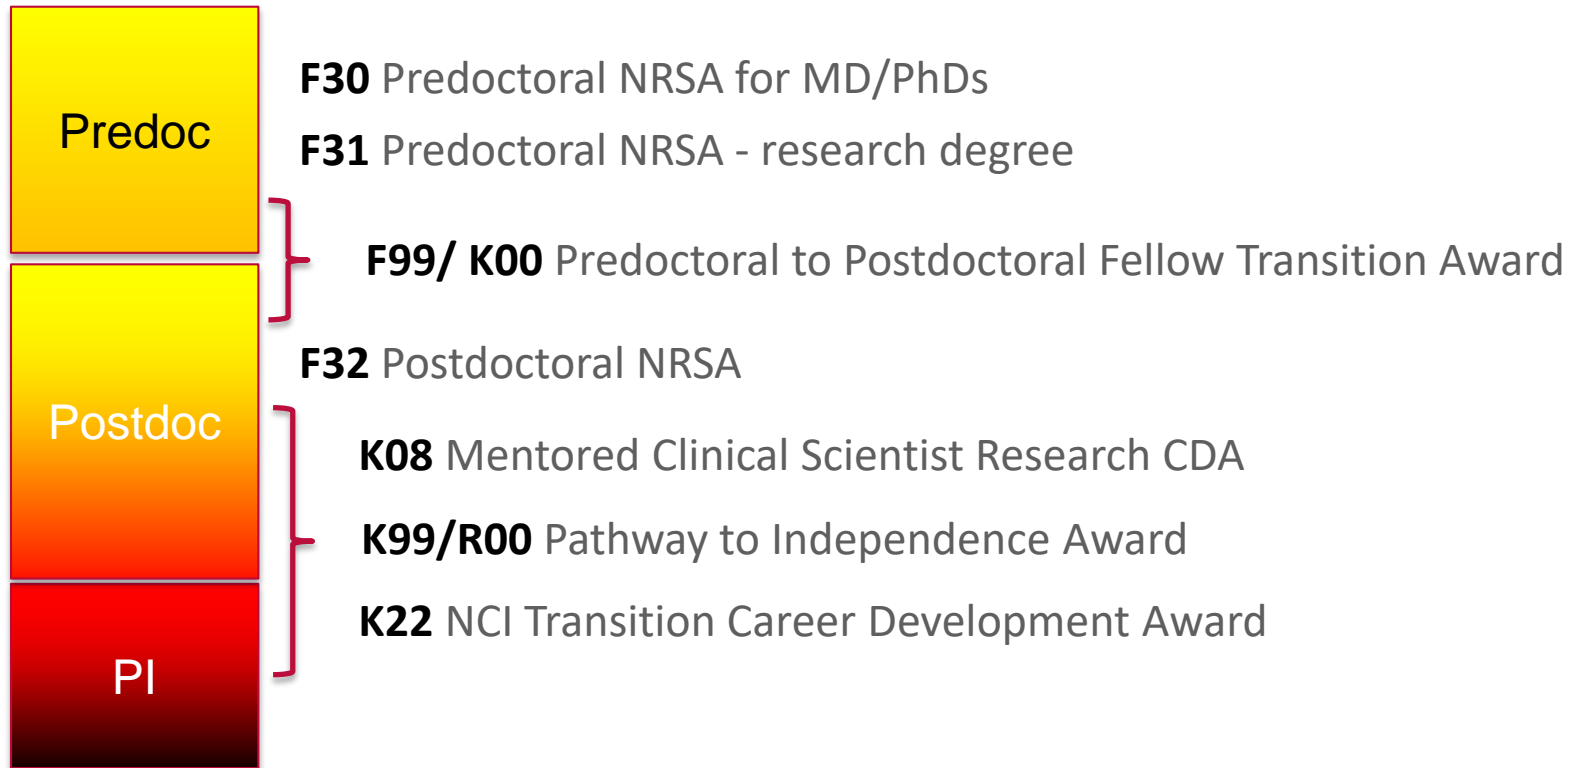 Predoc
F30 Predoctoral NRSA for MD/PhDs
F31 Predoctoral NRSA - research degree
F99/ K00 Predoctoral to Postdoctoral Fellow Transition Award
Postdoc
F32 Postdoctoral NRSA
K08 Mentored Clinical Scientist Research CDA
K99/R00 Pathway to Independence Award
K22 NCI Transition Career Development Award
PI